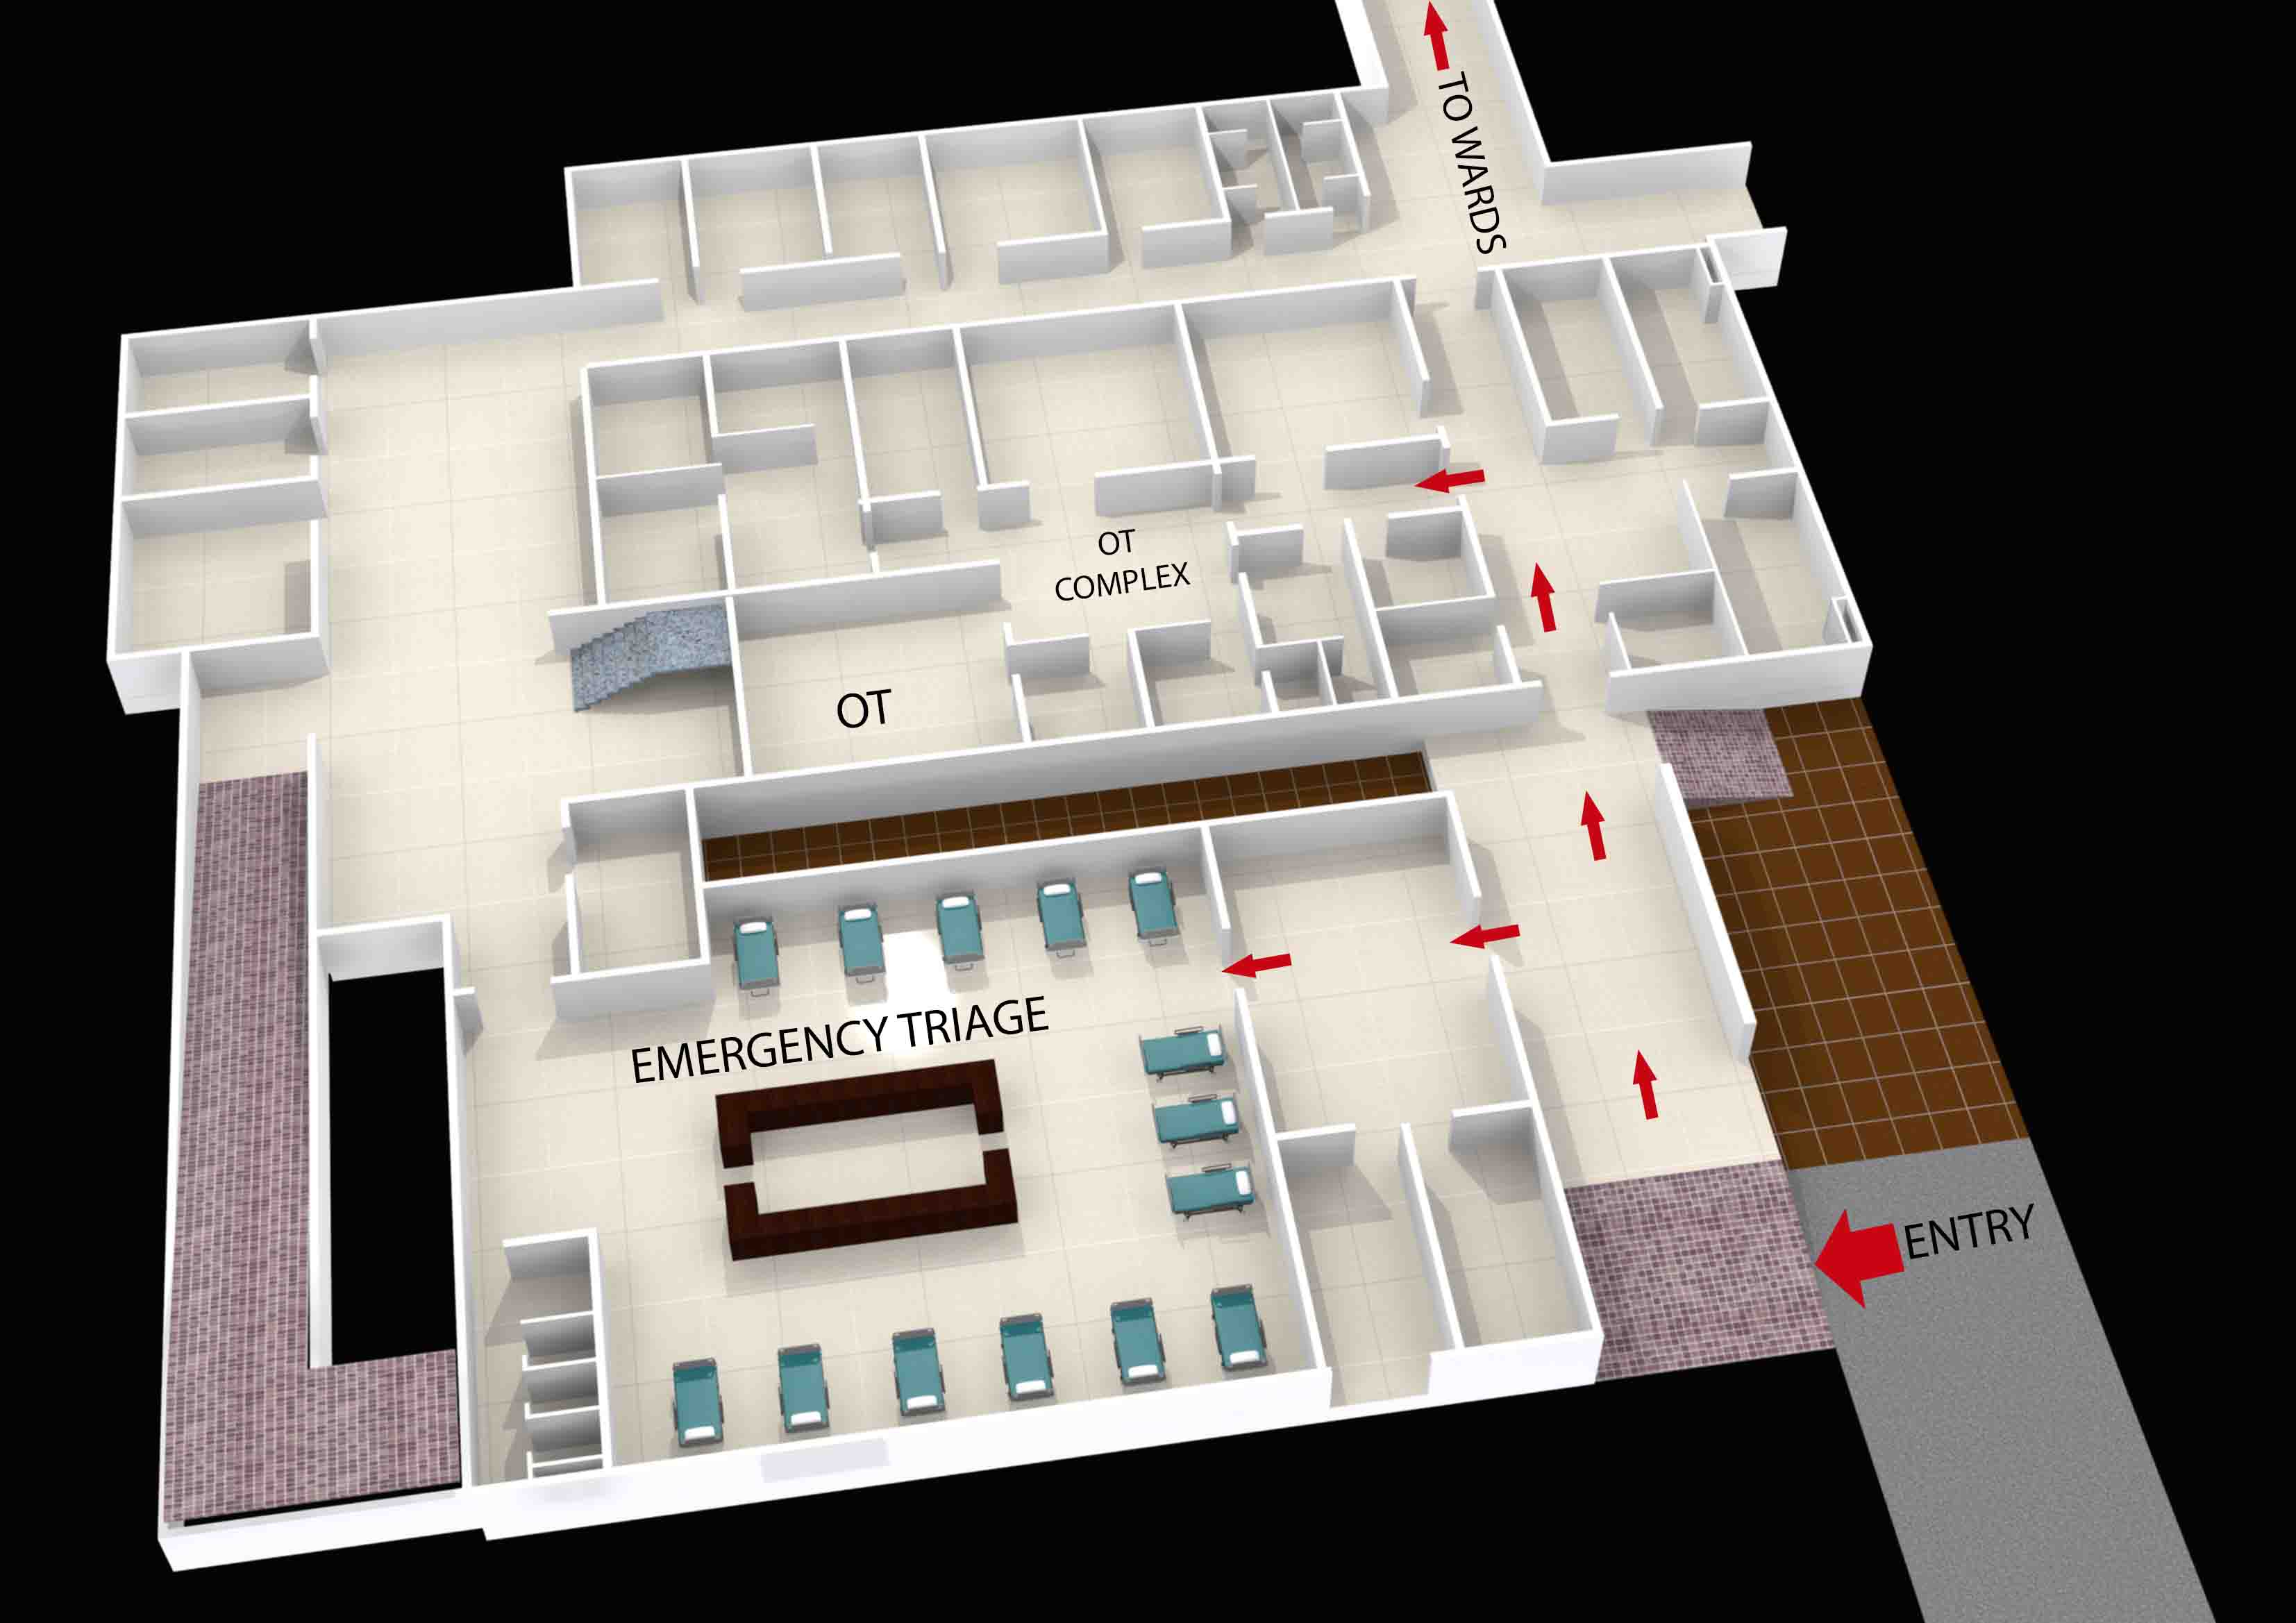 TO WARDS
OT
COMPLEX
OT
EMERGENCY TRIAGE
ENTRY